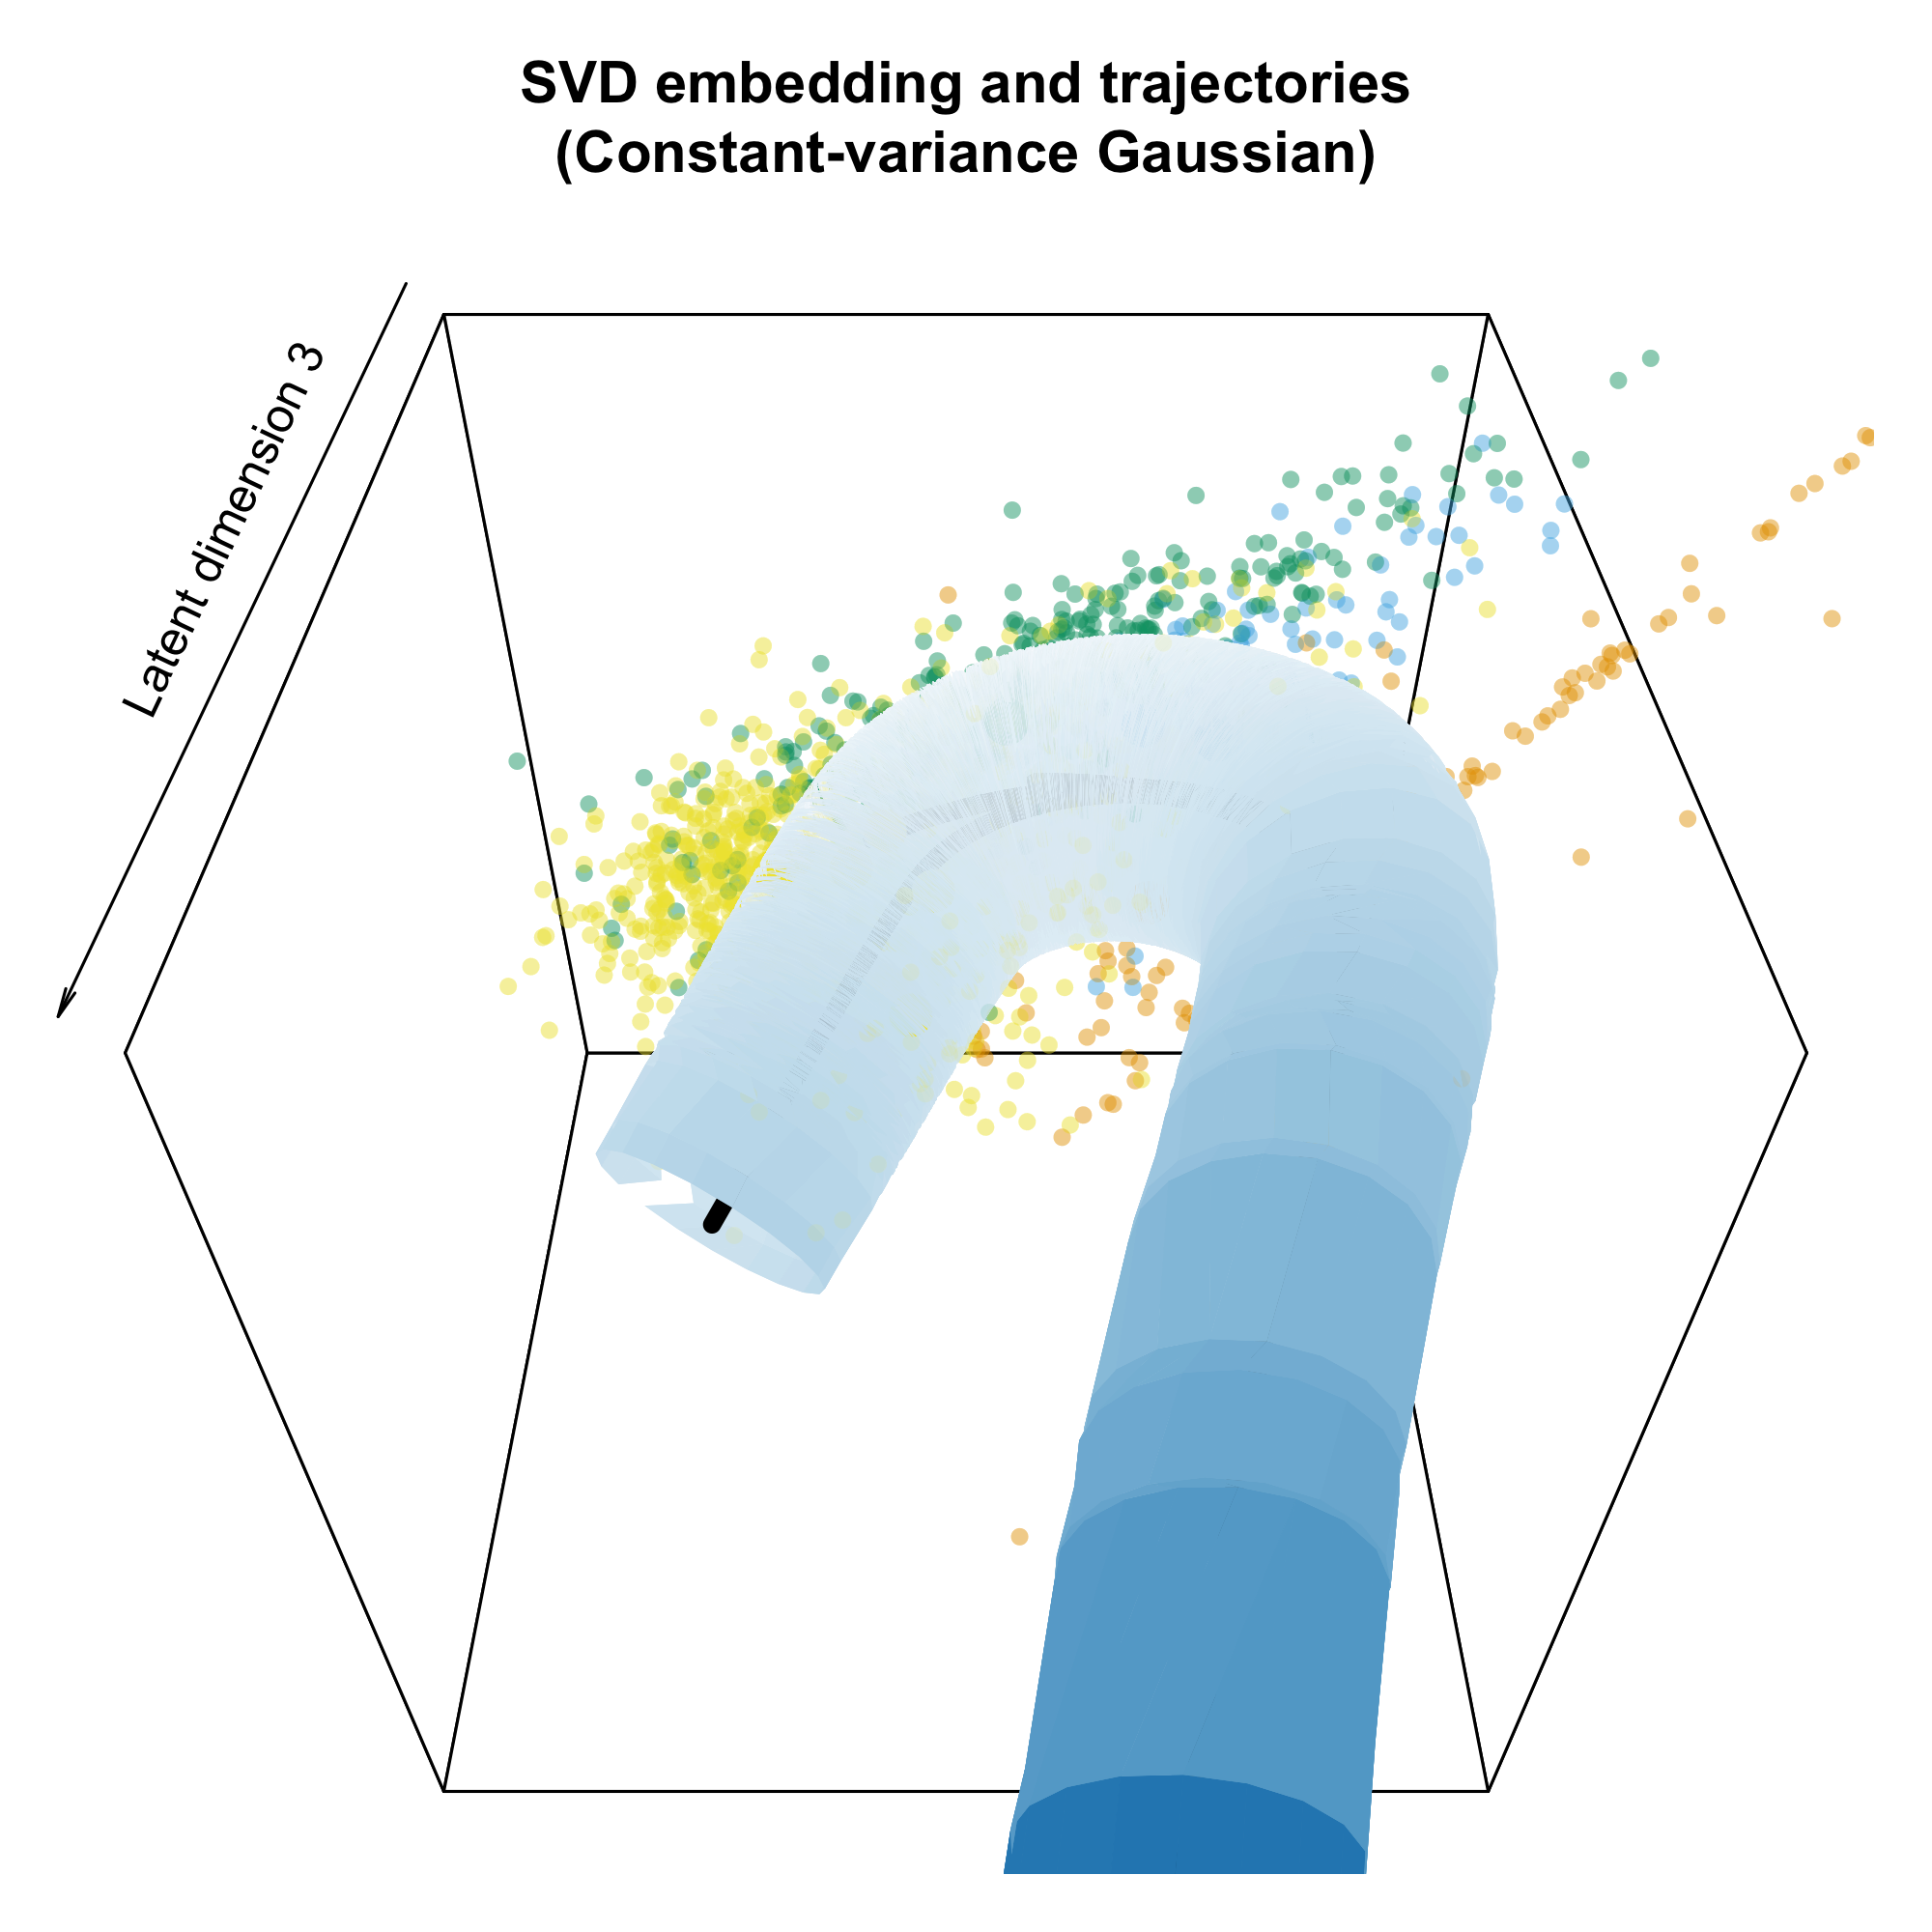 SVD embedding and trajectories
(Constant-variance Gaussian)
Latent dimension 3